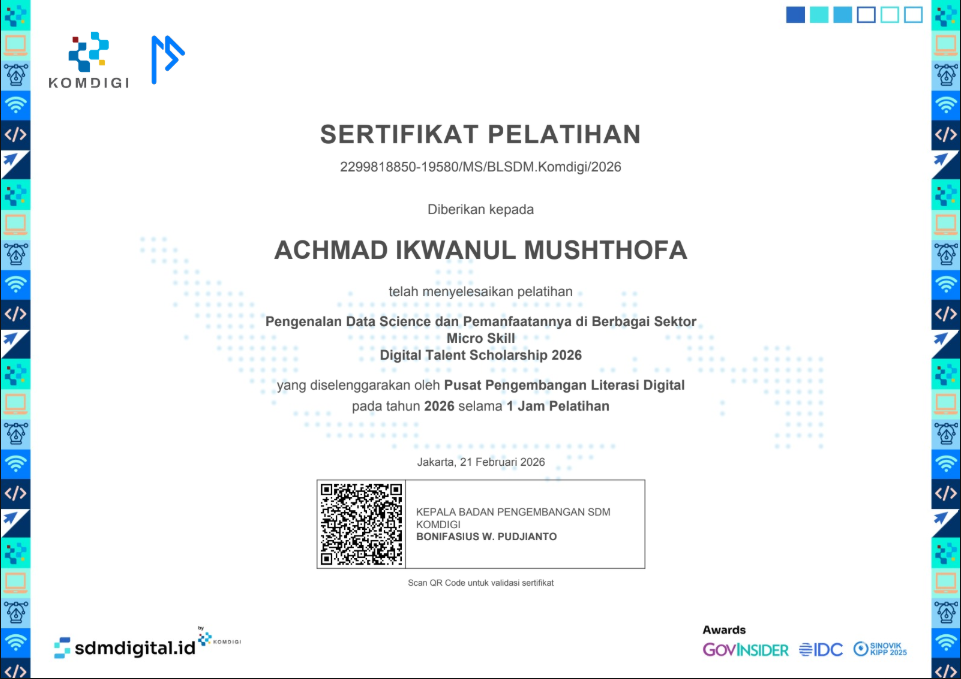 KOMDIGI
SERTIFIKAT PELATIHAN
2299818850-19580/MS/BLSDM.Komdigi/2026
Diberikan kepada
ACHMAD IKWANUL MUSHTHOFA
telah menyelesaikan pelatihan
Pengenalan Data Science dan Pemanfaatannya di Berbagai Sektor
Micro Skill
Digital Talent Scholarship 2026
yang diselenggarakan oleh Pusat Pengembangan Literasi Digital
pada tahun 2026 selama 1 Jam Pelatihan
Jakarta, 21 Februari 2026
KEPALA BADAN PENGEMBANGAN SDM
KOMDIGI
BONIFASIUS W. PUDJIANTO
Scan QR Code untuk validasi sertifikat
sdmdigital.id
by
KOMDIGI
Awards
GOVINSIDER
IDC
SINOVIK
KIPP 2025